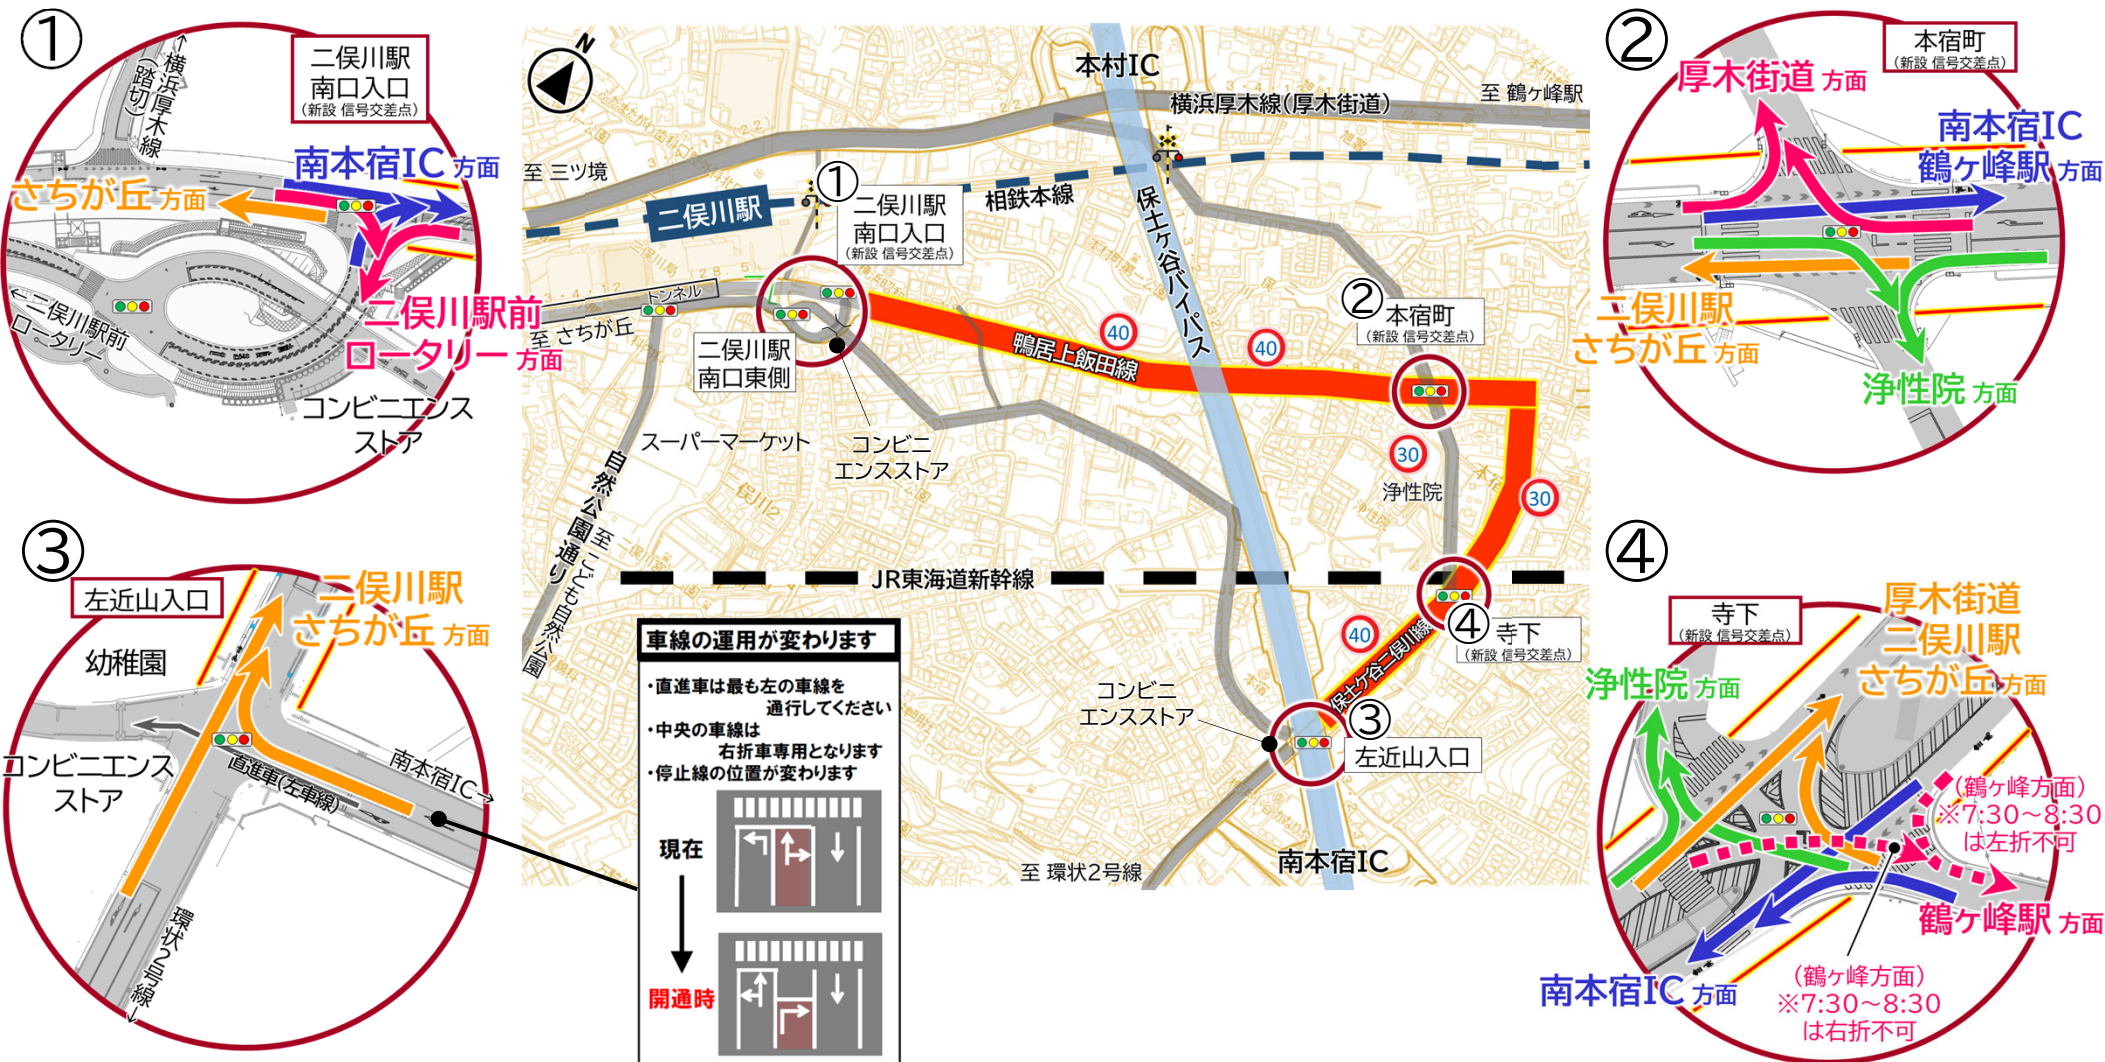 ①
二俣川駅
南口入口
(新設 信号交差点)
↑横浜厚木線
(踏切)
南本宿IC 方面
さちが丘 方面
←二俣川駅前
ロータリー
二俣川駅前
ロータリー 方面
コンビニエンス
ストア
N
本村IC
横浜厚木線(厚木街道)
至 鶴ヶ峰駅
至 三ツ境
二俣川駅
相鉄本線
①
二俣川駅
南口入口
(新設 信号交差点)
保土ヶ谷バイパス
トンネル
至 さちが丘
二俣川駅
南口東側
鴨居上飯田線
40
40
②
本宿町
(新設 信号交差点)
スーパーマーケット
コンビニ
エンスストア
30
浄性院
30
自然公園通り
至 こども自然公園
JR東海道新幹線
40
④
寺下
(新設 信号交差点)
保土ケ谷二俣川線
コンビニ
エンスストア
③
左近山入口
至 環状2号線
南本宿IC
②
本宿町
(新設 信号交差点)
厚木街道 方面
南本宿IC
鶴ヶ峰駅 方面
二俣川駅
さちが丘 方面
浄性院 方面
③
左近山入口
二俣川駅
さちが丘 方面
幼稚園
コンビニエンス
ストア
直進車(左車線)
南本宿IC→
環状2号線→
車線の運用が変わります
・直進車は最も左の車線を
通行してください
・中央の車線は
右折車専用となります
・停止線の位置が変わります
現在
開通時
④
寺下
(新設 信号交差点)
厚木街道
二俣川駅
さちが丘 方面
浄性院 方面
(鶴ヶ峰方面)
※7:30～8:30
は左折不可
鶴ヶ峰駅 方面
南本宿IC 方面
(鶴ヶ峰方面)
※7:30～8:30
は右折不可